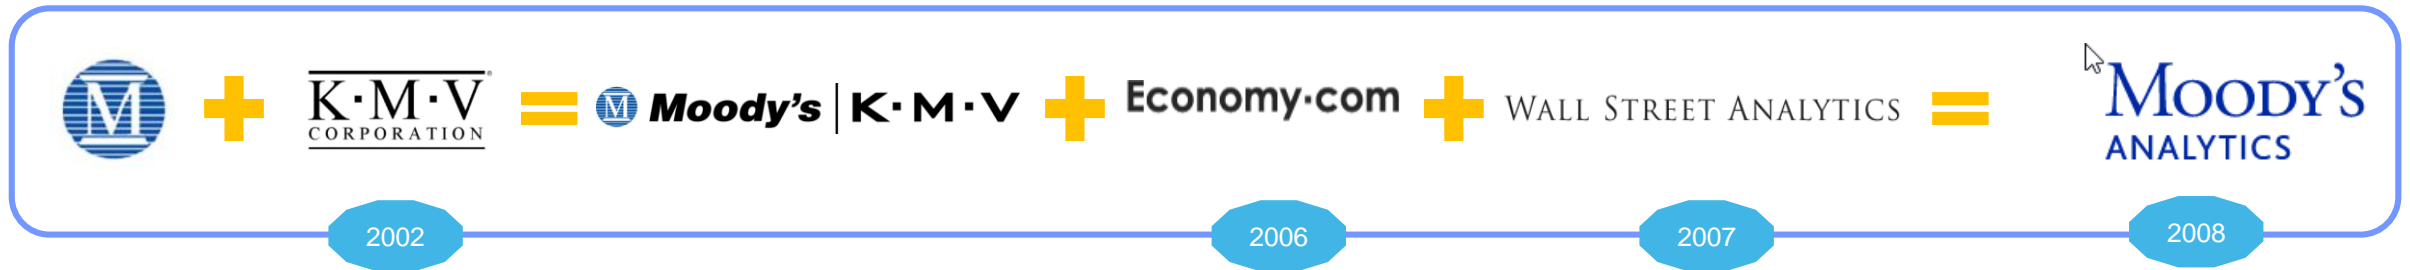 M
K·M·V®
CORPORATION
M Moody's | K·M·V
Economy·com
WALL STREET ANALYTICS
MOODY'S
ANALYTICS
2002
2006
2007
2008